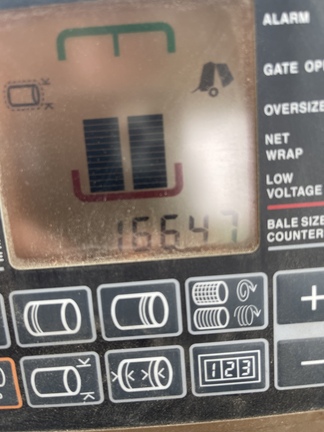 ALARM
GATE OP
OVERSIZE
NET
WRAP
LOW
VOLTAGE
BALE SIZE
COUNTER
16647
K
K
K
K
123
+
−